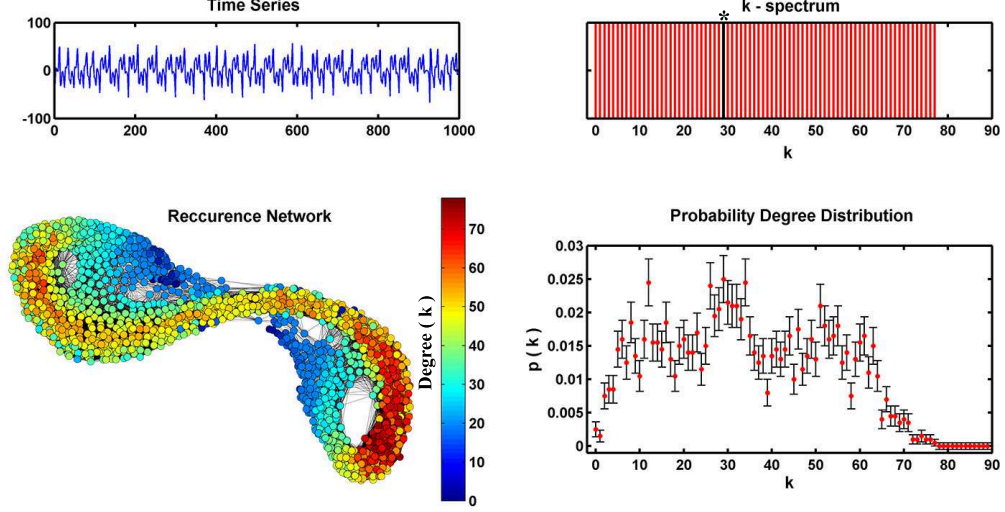 Time Series
100
0
-100
0 200 400 600 800 1000
k - spectrum
*
0 10 20 30 40 50 60 70 80 90
k
Reccurence Network
70
60
50
40
30
20
10
0
Degree ( k )
Probability Degree Distribution
0.03
0.025
0.02
0.015
0.01
0.005
0
p ( k )
0 10 20 30 40 50 60 70 80 90
k